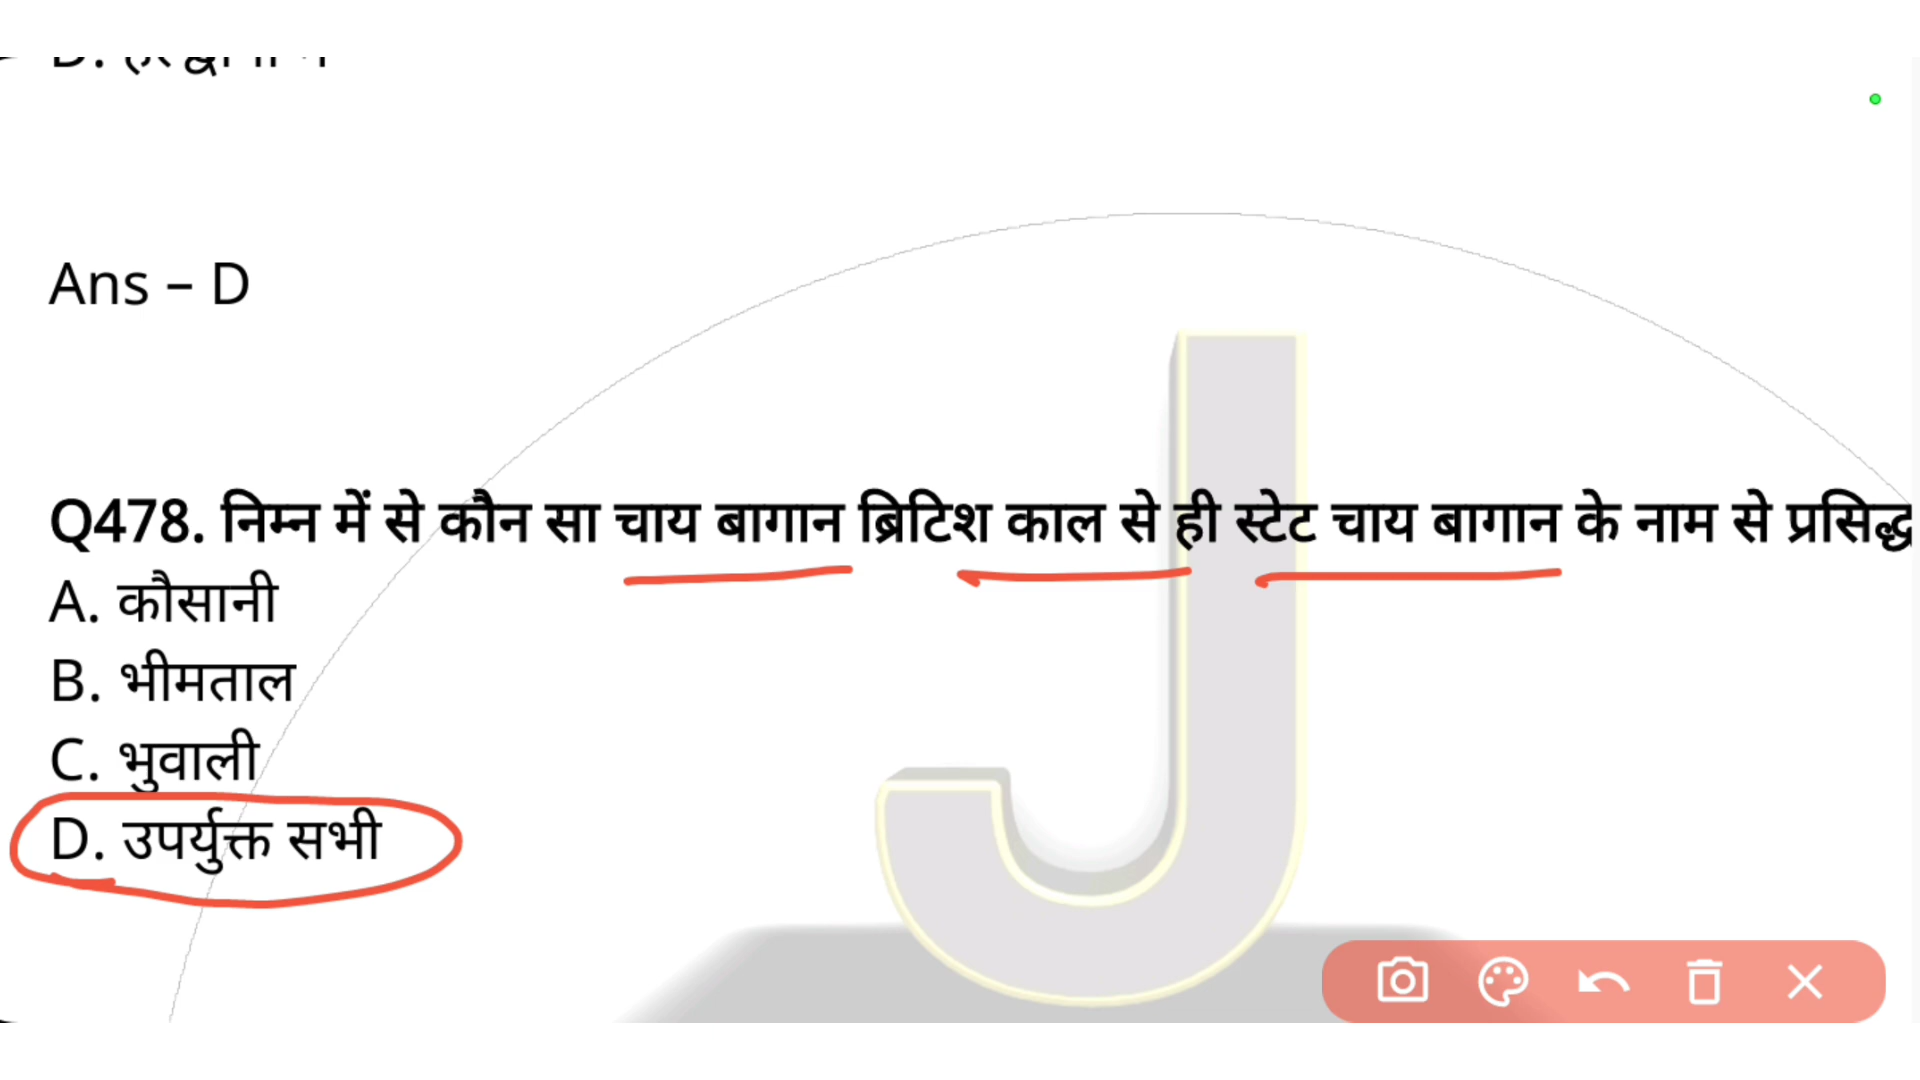 Ans – D
Q478. निम्न में से कौन सा चाय बागान ब्रिटिश काल से ही स्टेट चाय बागान के नाम से प्रसिद्ध
A. कौसानी
B. भीमताल
C. भुवाली
D. उपर्युक्त सभी
J